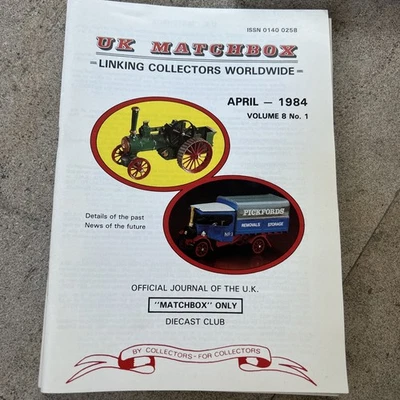 ISSN 0140 0258
UK MATCHBOX
LINKING COLLECTORS WORLDWIDE
APRIL — 1984
VOLUME 8 No. 1
PICKFORDS
REMOVALS STORAGE
Details of the past
News of the future
OFFICIAL JOURNAL OF THE U.K.
"MATCHBOX" ONLY
DIECAST CLUB
BY COLLECTORS - FOR COLLECTORS